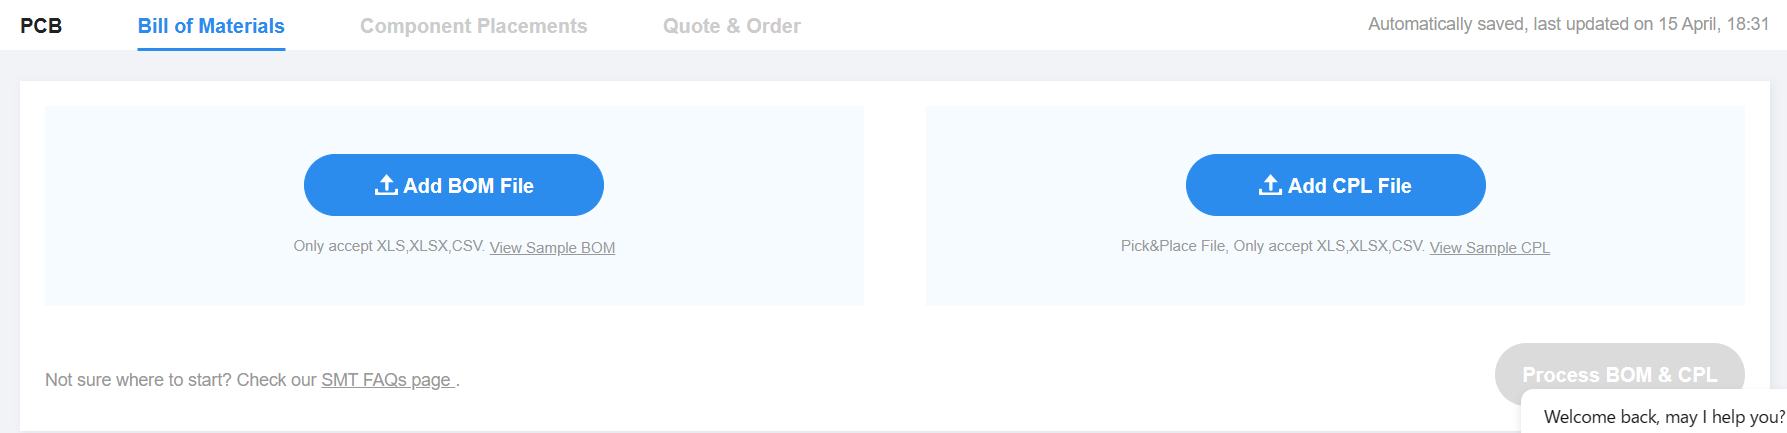 PCB Bill of Materials Component Placements Quote & Order Automatically saved, last updated on 15 April, 18:31
Add BOM File
Only accept XLS,XLSX,CSV. View Sample BOM
Add CPL File
Pick&Place File, Only accept XLS,XLSX,CSV. View Sample CPL
Not sure where to start? Check our SMT FAQs page .
Process BOM & CPL
Welcome back, may I help you?